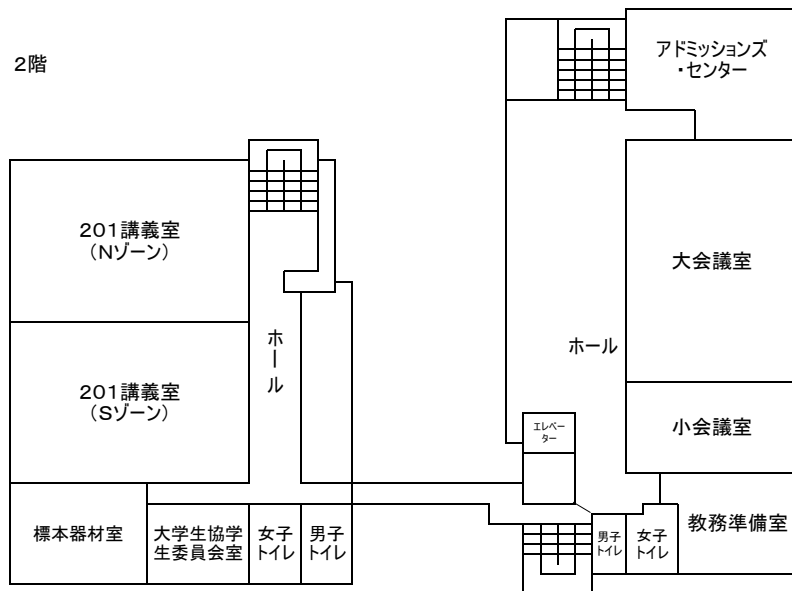 2階
アドミッションズ
・センター
201講義室
(Nゾーン)
大会議室
ホール
ホール
201講義室
(Sゾーン)
エレベー
ター
小会議室
標本器材室
大学生協学
生委員会室
女子
トイレ
男子
トイレ
男子
トイレ
女子
トイレ
教務準備室